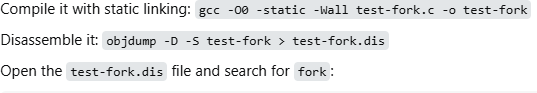 Compile it with static linking: gcc -O0 -static -Wall test-fork.c -o test-fork
Disassemble it: objdump -D -S test-fork > test-fork.dis
Open the test-fork.dis file and search for fork: